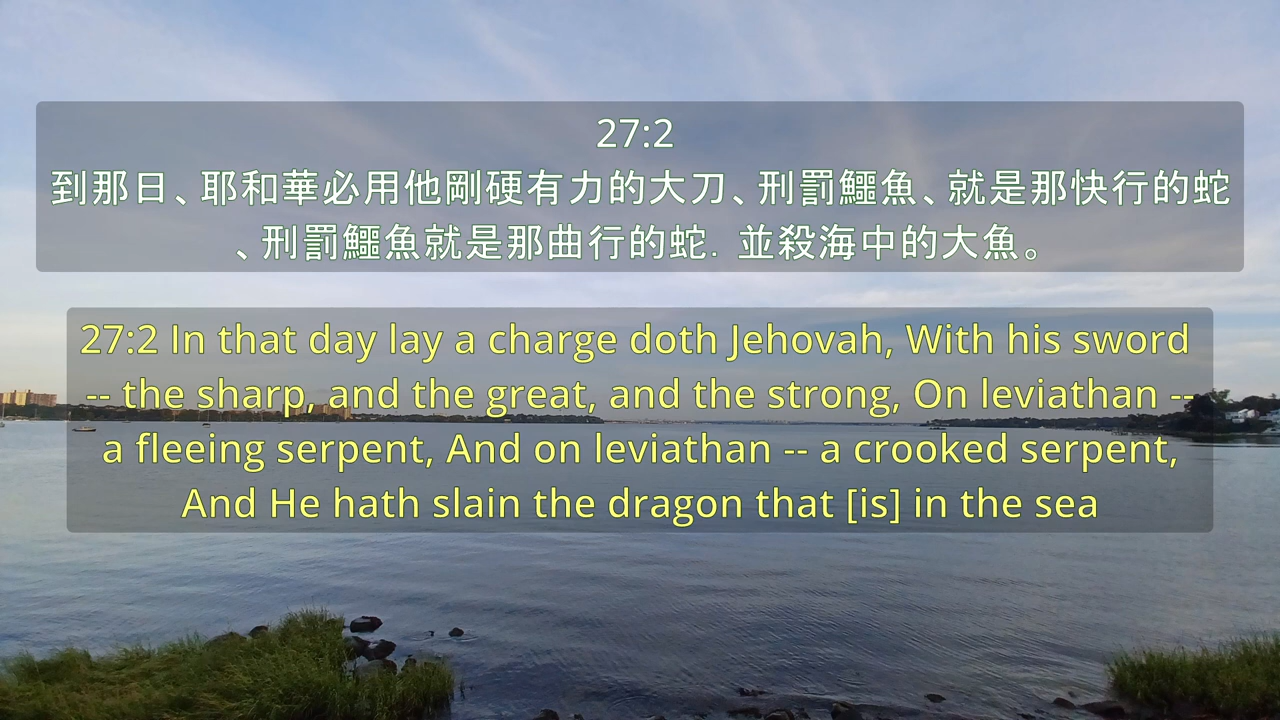 27:2
到那日、耶和華必用他剛硬有力的大刀、刑罰鱷魚、就是那快行的蛇
、刑罰鱷魚就是那曲行的蛇．並殺海中的大魚。
27:2 In that day lay a charge doth Jehovah, With his sword
-- the sharp, and the great, and the strong, On leviathan --
a fleeing serpent, And on leviathan -- a crooked serpent,
And He hath slain the dragon that [is] in the sea